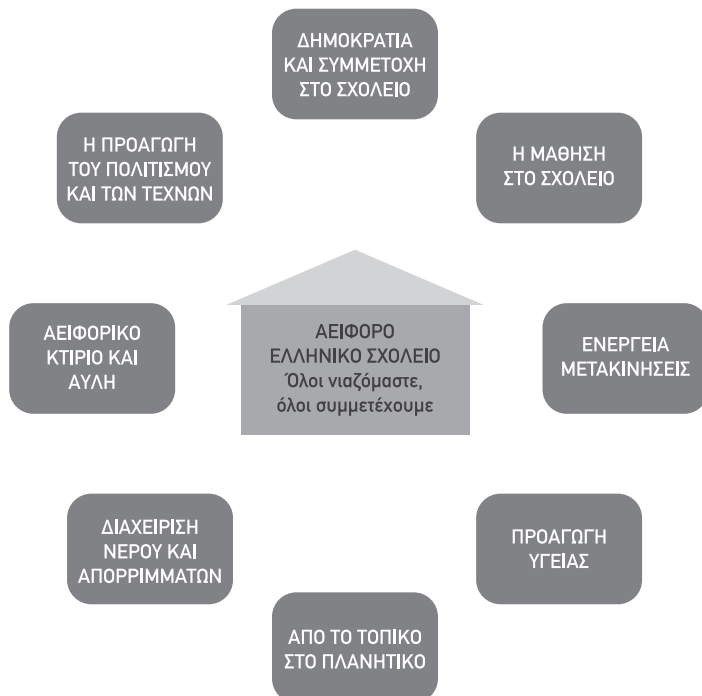 ΔΗΜΟΚΡΑΤΙΑ
ΚΑΙ ΣΥΜΜΕΤΟΧΗ
ΣΤΟ ΣΧΟΛΕΙΟ
Η ΠΡΟΑΓΩΓΗ
ΤΟΥ ΠΟΛΙΤΙΣΜΟΥ
ΚΑΙ ΤΩΝ ΤΕΧΝΩΝ
Η ΜΑΘΗΣΗ
ΣΤΟ ΣΧΟΛΕΙΟ
ΑΕΙΦΟΡΙΚΟ
ΚΤΙΡΙΟ ΚΑΙ
ΑΥΛΗ
ΑΕΙΦΟΡΟ
ΕΛΛΗΝΙΚΟ ΣΧΟΛΕΙΟ
Όλοι νιαζόμαστε,
όλοι συμμετέχουμε
ΕΝΕΡΓΕΙΑ
ΜΕΤΑΚΙΝΗΣΕΙΣ
ΔΙΑΧΕΙΡΙΣΗ
ΝΕΡΟΥ ΚΑΙ
ΑΠΟΡΡΙΜΜΑΤΩΝ
ΠΡΟΑΓΩΓΗ
ΥΓΕΙΑΣ
ΑΠΟ ΤΟ ΤΟΠΙΚΟ
ΣΤΟ ΠΛΑΝΗΤΙΚΟ